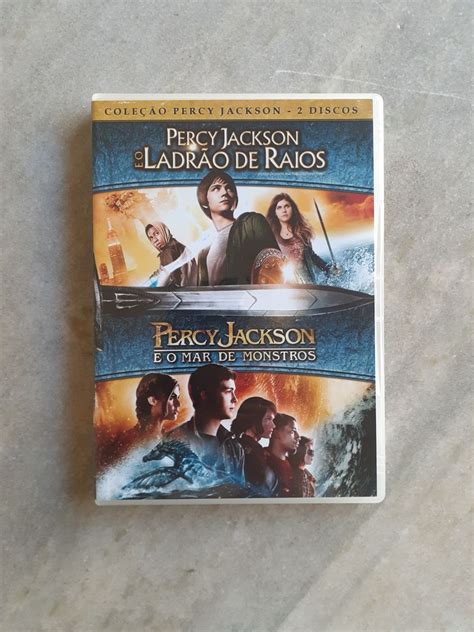 COLEÇÃO PERCY JACKSON - 2 DISCOS
PERCY JACKSON
E O LADRÃO DE RAIOS
PERCY JACKSON
E O MAR DE MONSTROS